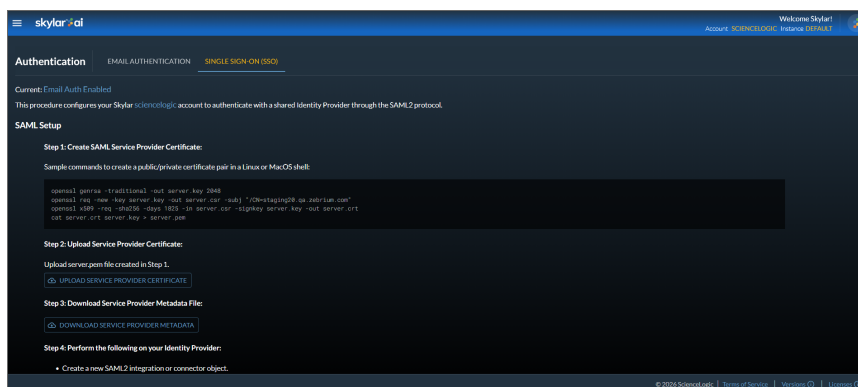 skylar ai
Welcome Skylar!
Account SCIENCELOGIC Instance DEFAULT
Authentication EMAIL AUTHENTICATION SINGLE SIGN-ON (SSO)
Current: Email Auth Enabled
This procedure configures your Skylar sciencelogic account to authenticate with a shared Identity Provider through the SAML2 protocol.
SAML Setup
Step 1: Create SAML Service Provider Certificate:
Sample commands to create a public/private certificate pair in a Linux or MacOS shell:
openssl genrsa -traditional -out server.key 2048
openssl req -new -key server.key -out server.csr -subj "/CN=staging20.qa.zebrium.com"
openssl x509 -req -sha256 -days 1825 -in server.csr -signkey server.key -out server.crt
cat server.crt server.key > server.pem
Step 2: Upload Service Provider Certificate:
Upload server.pem file created in Step 1.
UPLOAD SERVICE PROVIDER CERTIFICATE
Step 3: Download Service Provider Metadata File:
DOWNLOAD SERVICE PROVIDER METADATA
Step 4: Perform the following on your Identity Provider:
• Create a new SAML2 integration or connector object.
© 2026 ScienceLogic | Terms of Service | Versions | Licenses